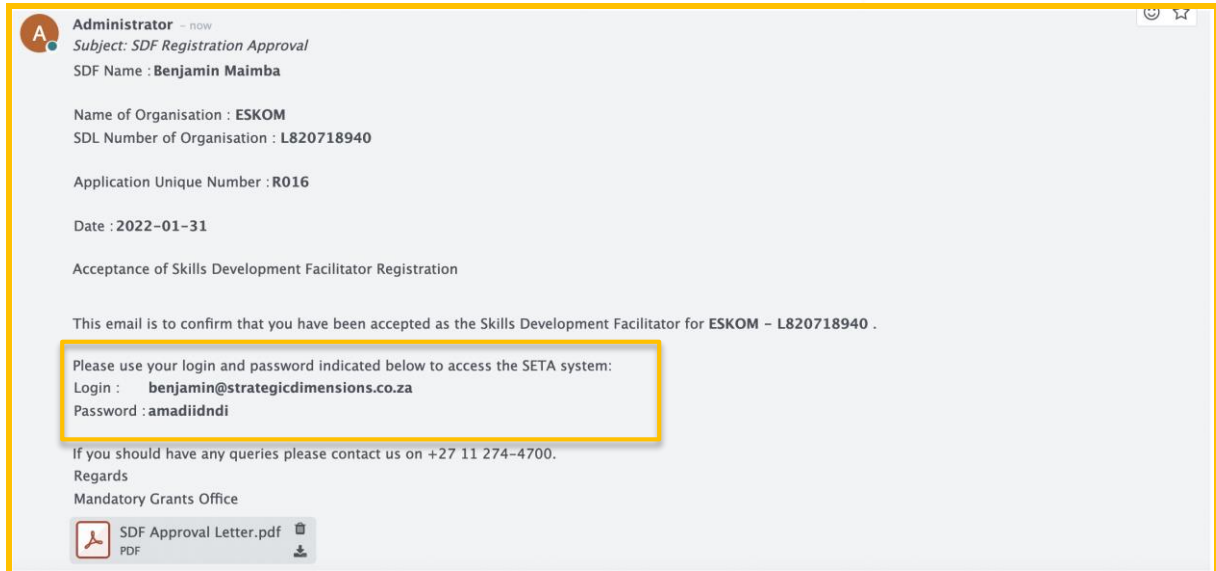 A
Administrator – now
Subject: SDF Registration Approval
SDF Name : Benjamin Maimba
Name of Organisation : ESKOM
SDL Number of Organisation : L820718940
Application Unique Number : R016
Date : 2022-01-31
Acceptance of Skills Development Facilitator Registration
This email is to confirm that you have been accepted as the Skills Development Facilitator for ESKOM – L820718940 .
Please use your login and password indicated below to access the SETA system:
Login : benjamin@strategicdimensions.co.za
Password : amadiidndi
If you should have any queries please contact us on +27 11 274-4700.
Regards
Mandatory Grants Office
SDF Approval Letter.pdf
PDF